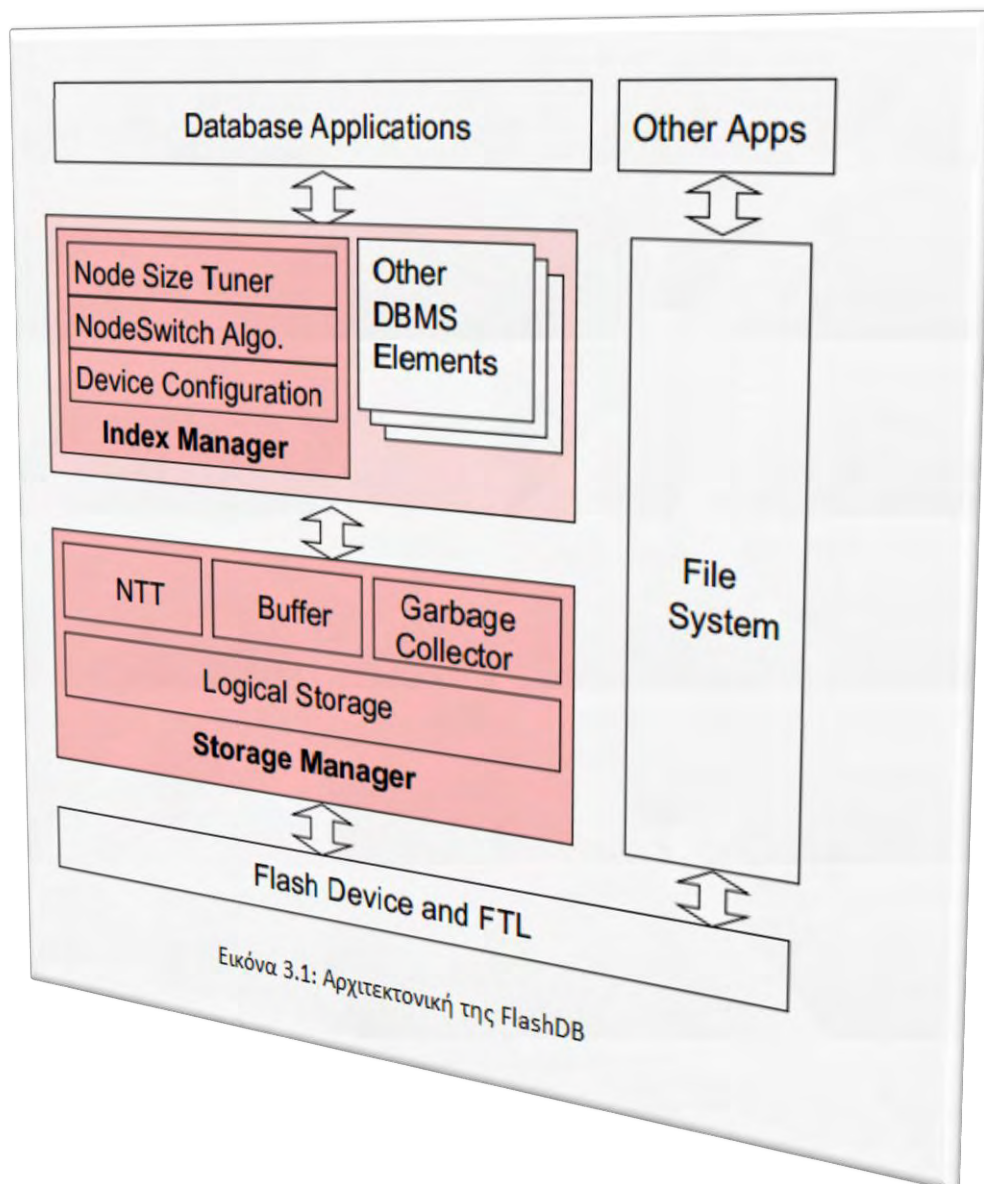 Database Applications
Other Apps
Node Size Tuner
NodeSwitch Algo.
Device Configuration
Index Manager
Other
DBMS
Elements
NTT
Buffer
Garbage
Collector
Logical Storage
Storage Manager
File
System
Flash Device and FTL
Εικόνα 3.1: Αρχιτεκτονική της FlashDB